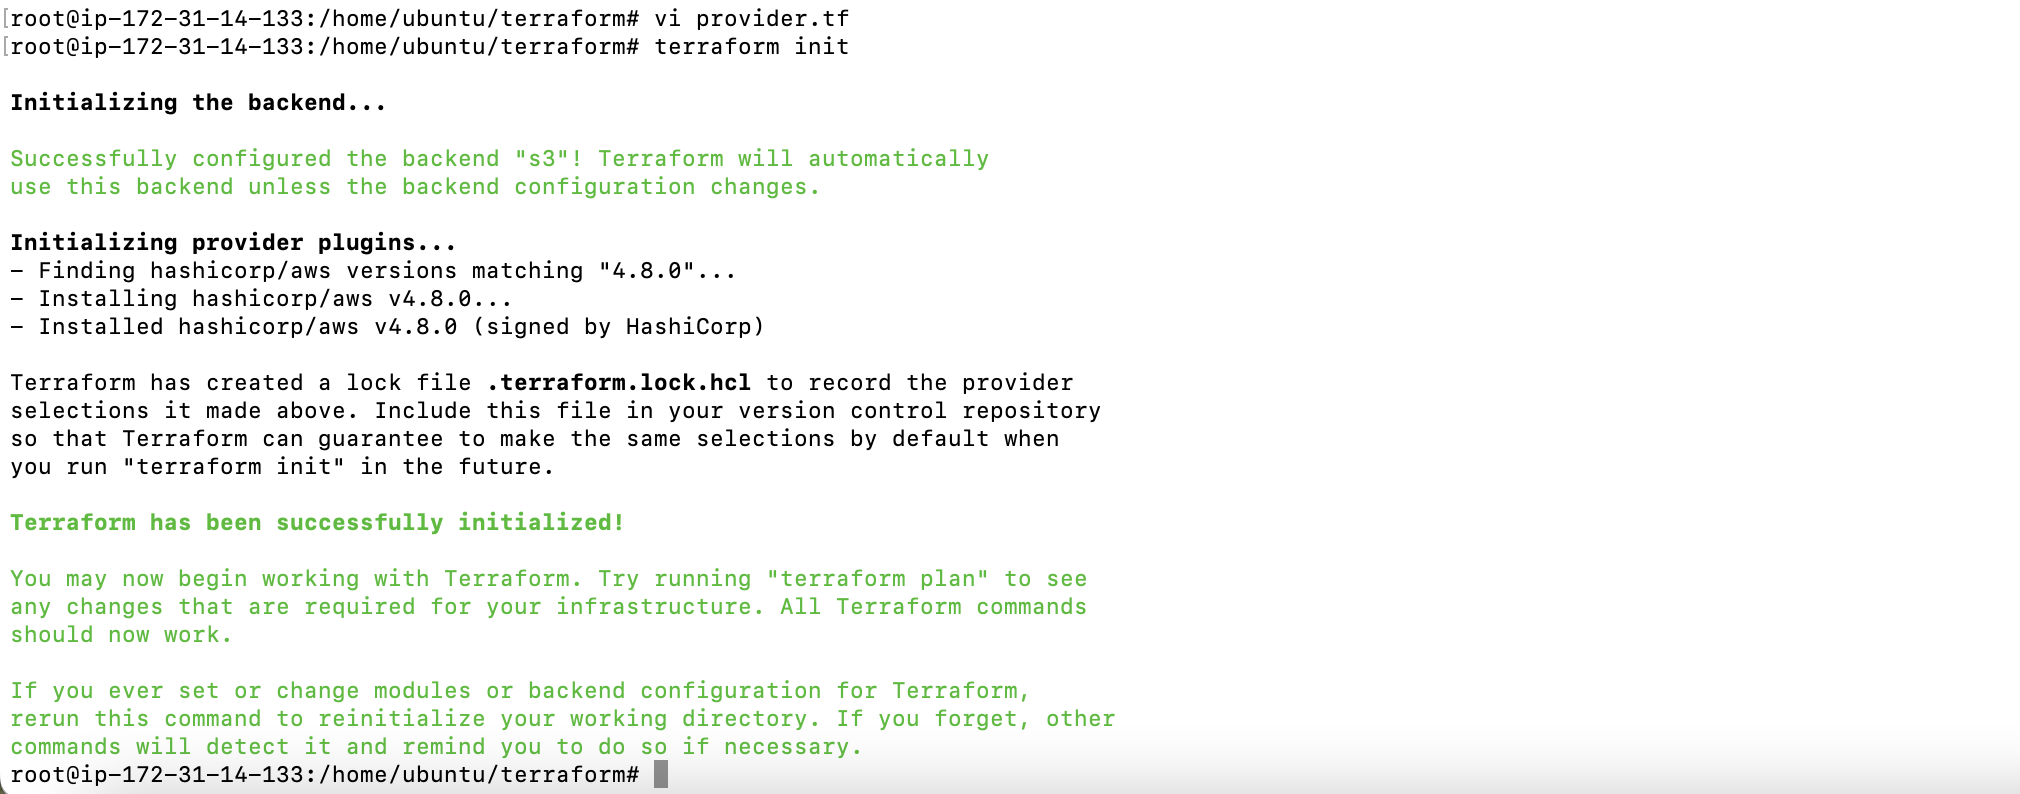 [root@ip-172-31-14-133:/home/ubuntu/terraform# vi provider.tf
[root@ip-172-31-14-133:/home/ubuntu/terraform# terraform init
Initializing the backend...
Successfully configured the backend "s3"! Terraform will automatically
use this backend unless the backend configuration changes.
Initializing provider plugins...
- Finding hashicorp/aws versions matching "4.8.0"...
- Installing hashicorp/aws v4.8.0...
- Installed hashicorp/aws v4.8.0 (signed by HashiCorp)
Terraform has created a lock file .terraform.lock.hcl to record the provider
selections it made above. Include this file in your version control repository
so that Terraform can guarantee to make the same selections by default when
you run "terraform init" in the future.
Terraform has been successfully initialized!
You may now begin working with Terraform. Try running "terraform plan" to see
any changes that are required for your infrastructure. All Terraform commands
should now work.
If you ever set or change modules or backend configuration for Terraform,
rerun this command to reinitialize your working directory. If you forget, other
commands will detect it and remind you to do so if necessary.
root@ip-172-31-14-133:/home/ubuntu/terraform#